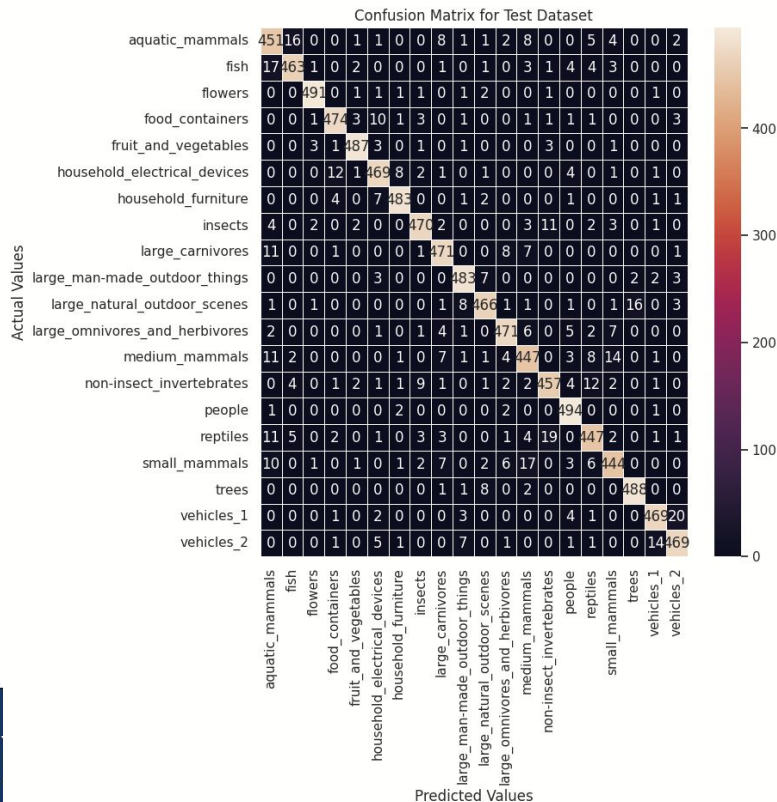 Confusion Matrix for Test Dataset
Actual Values
aquatic_mammals 451 16 0 0 1 1 0 0 8 1 1 2 8 0 0 5 4 0 0 2
fish 17 463 1 0 2 0 0 0 1 0 1 0 3 1 4 4 3 0 0 0
flowers 0 0 491 0 1 1 1 1 0 1 2 0 0 1 0 0 0 0 1 0
food_containers 0 0 1 474 3 10 1 3 0 1 0 0 1 1 1 1 0 0 0 3
fruit_and_vegetables 0 0 3 1 487 3 0 1 0 1 0 0 0 3 0 0 1 0 0 0
household_electrical_devices 0 0 0 12 1 469 8 2 1 0 1 0 0 0 4 0 1 0 1 0
household_furniture 0 0 0 4 0 7 483 0 0 1 2 0 0 0 1 0 0 0 1 1
insects 4 0 2 0 2 0 0 470 2 0 0 0 3 11 0 2 3 0 1 0
large_carnivores 11 0 0 1 0 0 0 1 471 0 0 8 7 0 0 0 0 0 0 1
large_man-made_outdoor_things 0 0 0 0 0 3 0 0 0 483 7 0 0 0 0 0 0 2 2 3
large_natural_outdoor_scenes 1 0 1 0 0 0 0 0 1 8 466 1 1 0 1 0 1 16 0 3
large_omnivores_and_herbivores 2 0 0 0 0 1 0 1 4 1 0 471 6 0 5 2 7 0 0 0
medium_mammals 11 2 0 0 0 0 1 0 7 1 1 4 447 0 3 8 14 0 1 0
non-insect_invertebrates 0 4 0 1 2 1 1 9 1 0 1 2 2 457 4 12 2 0 1 0
people 1 0 0 0 0 0 2 0 0 0 0 2 0 0 494 0 0 0 1 0
reptiles 11 5 0 2 0 1 0 3 3 0 0 1 4 19 0 447 2 0 1 1
small_mammals 10 0 1 0 1 0 1 2 7 0 2 6 17 0 3 6 444 0 0 0
trees 0 0 0 0 0 0 0 0 1 1 8 0 2 0 0 0 0 488 0 0
vehicles_1 0 0 0 1 0 2 0 0 0 3 0 0 0 0 4 1 0 0 469 20
vehicles_2 0 0 0 1 0 5 1 0 0 7 0 1 0 0 1 1 0 0 14 469
400
300
200
100
0
aquatic_mammals
fish
flowers
food_containers
fruit_and_vegetables
household_electrical_devices
household_furniture
insects
large_carnivores
large_man-made_outdoor_things
large_natural_outdoor_scenes
large_omnivores_and_herbivores
medium_mammals
non-insect_invertebrates
people
reptiles
small_mammals
trees
vehicles_1
vehicles_2
Predicted Values